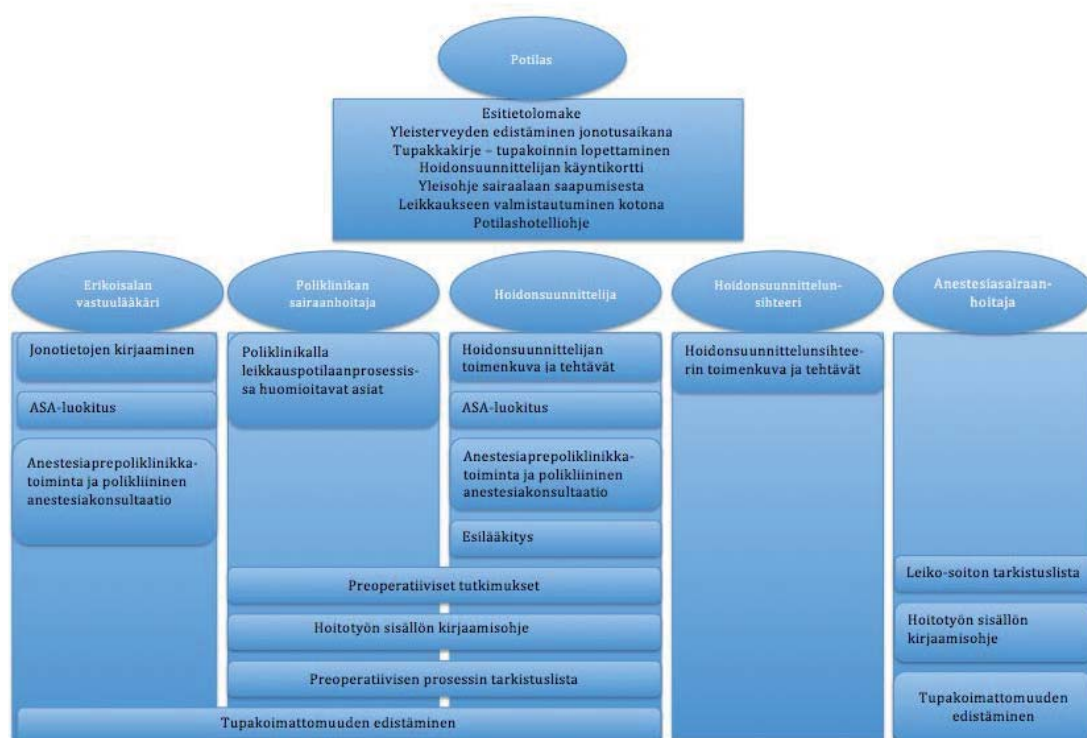 Potilas
Esitietolomake
Yleisterveyden edistäminen jonotusaikana
Tupakkakirje – tupakoinnin lopettaminen
Hoidonsuunnittelijan käyntikortti
Yleisohje sairaalaan saapumisesta
Leikkaukseen valmistautuminen kotona
Potilashotelliohje
Erikoisalan
vastuulääkäri
Jonotietojen kirjaaminen
ASA-luokitus
Anestesiaprepoliklinikka-
toiminta ja polikliininen
anestesiakonsultaatio
Poliklinikan
sairaanhoitaja
Poliklinikalla
leikkauspotilaanprosessis-
sa huomioitavat asiat
Hoidonsuunnittelija
Hoidonsuunnittelijan
toimenkuva ja tehtävät
ASA-luokitus
Anestesiaprepoliklinikka-
toiminta ja polikliininen
anestesiakonsultaatio
Esilääkitys
Preoperatiiviset tutkimukset
Hoitotyön sisällön kirjaamisohje
Preoperatiivisen prosessin tarkistuslista
Tupakoimattomuuden edistäminen
Hoidonsuunnittelun-
sihteeri
Hoidonsuunnittelunsihtee-
rin toimenkuva ja tehtävät
Anestesiasairaan-
hoitaja
Leiko-soiton tarkistuslista
Hoitotyön sisällön
kirjaamisohje
Tupakoimattomuuden
edistäminen